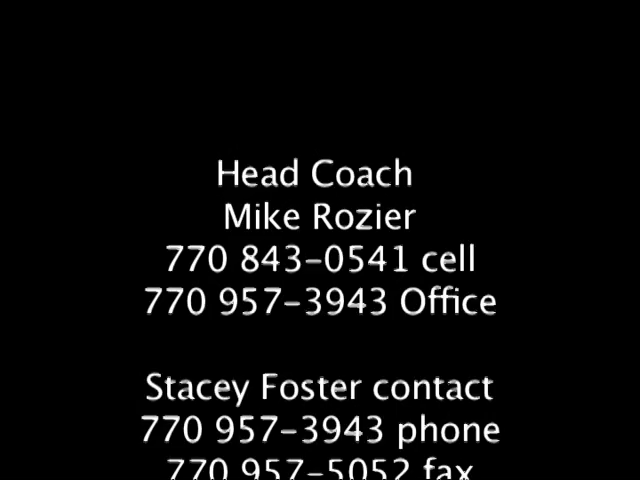 Head Coach
Mike Rozier
770 843-0541 cell
770 957-3943 Office
Stacey Foster contact
770 957-3943 phone
770 957-5052 fax